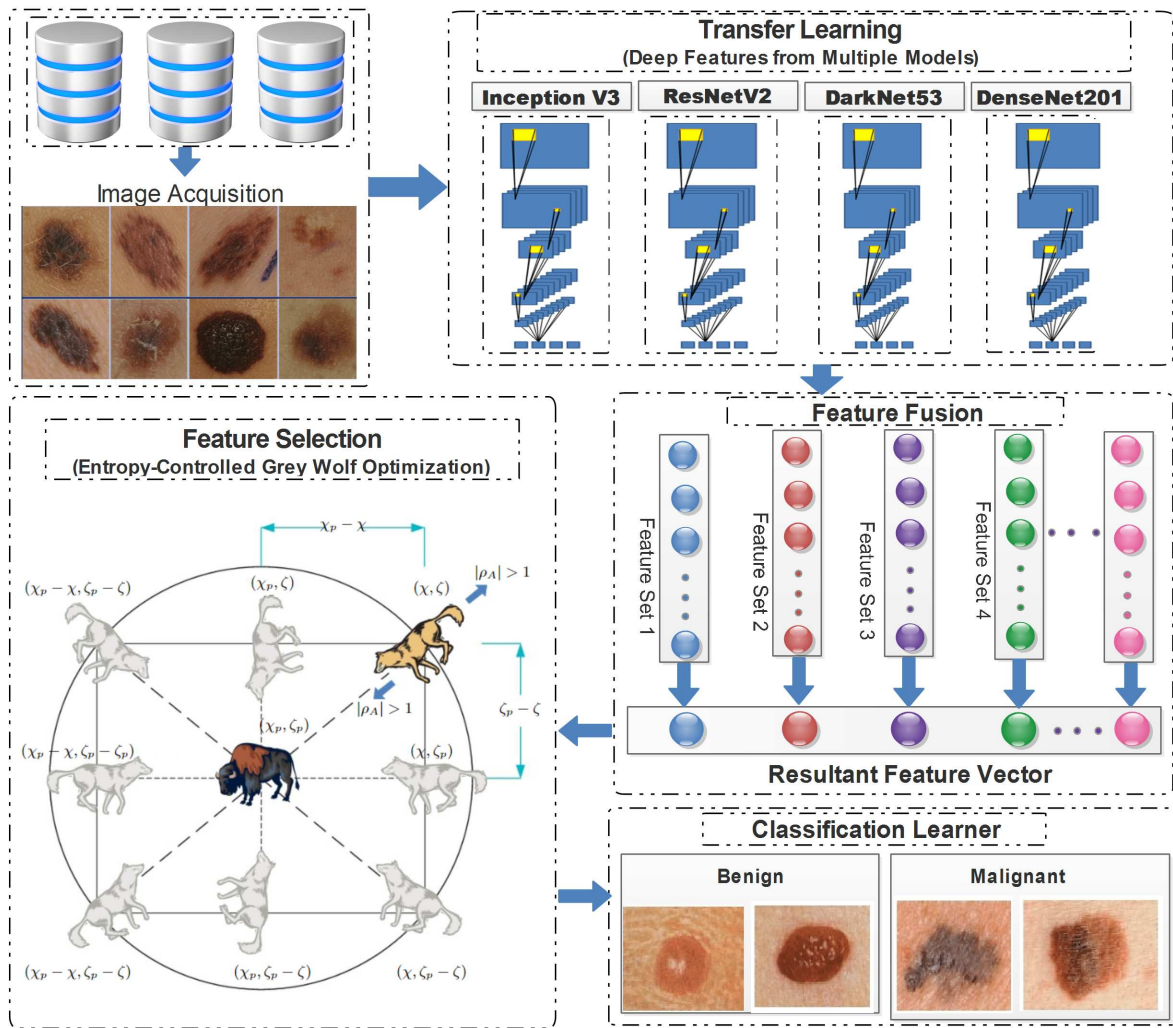 Image Acquisition
Transfer Learning
(Deep Features from Multiple Models)
Inception V3
ResNetV2
DarkNet53
DenseNet201
Feature Fusion
Feature Set 1
Feature Set 2
Feature Set 3
Feature Set 4
Resultant Feature Vector
Feature Selection
(Entropy-Controlled Grey Wolf Optimization)
χₚ − χ
|ρ_A| > 1
(χₚ − χ, ζₚ − ζ)
(χₚ, ζ)
(χ, ζ)
|ρ_A| > 1
ζₚ − ζ
(χₚ, ζₚ)
(χₚ − χ, ζₚ − ζₚ)
(χ, ζₚ)
(χₚ − χ, ζₚ − ζ)
(χₚ, ζₚ − ζ)
(χ, ζₚ − ζ)
Classification Learner
Benign
Malignant